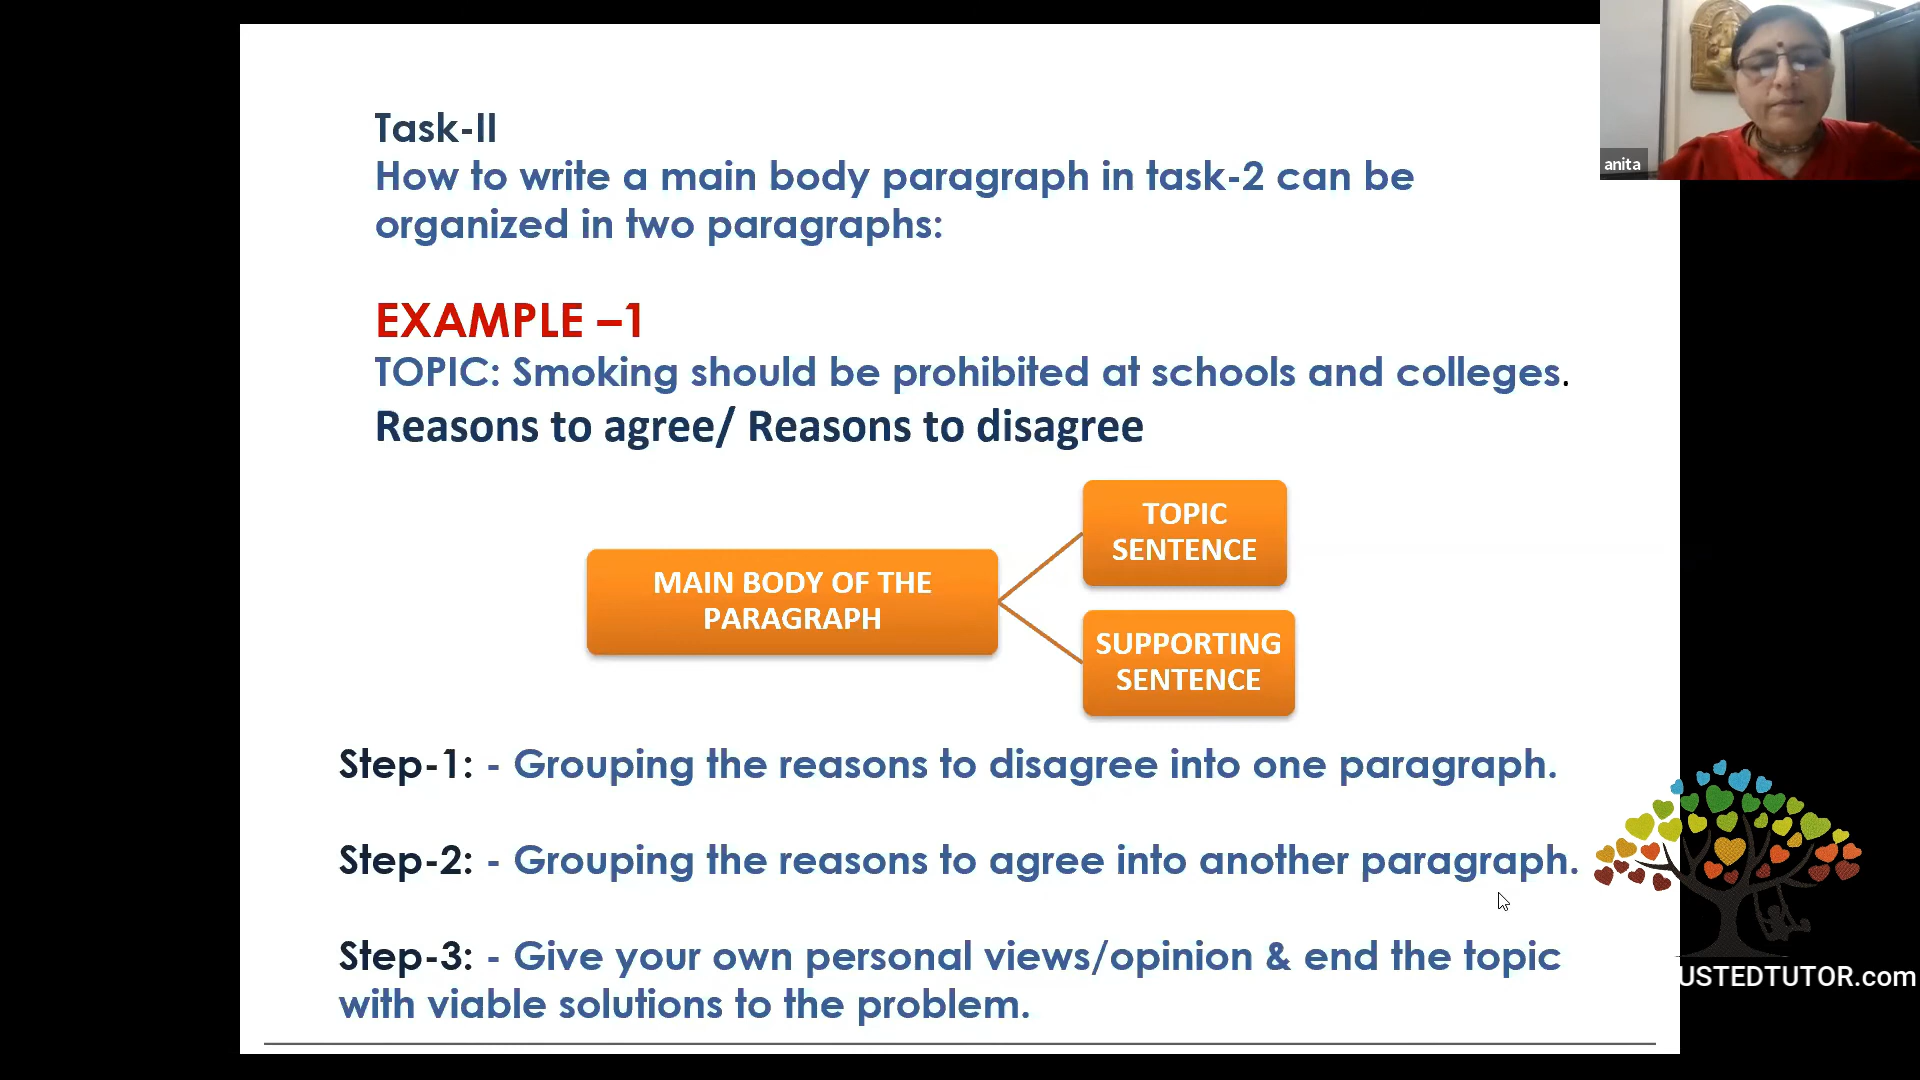 Task-II
How to write a main body paragraph in task-2 can be
organized in two paragraphs:
EXAMPLE –1
TOPIC: Smoking should be prohibited at schools and colleges.
Reasons to agree/ Reasons to disagree
MAIN BODY OF THE
PARAGRAPH
TOPIC
SENTENCE
SUPPORTING
SENTENCE
Step-1: - Grouping the reasons to disagree into one paragraph.
Step-2: - Grouping the reasons to agree into another paragraph.
Step-3: - Give your own personal views/opinion & end the topic
with viable solutions to the problem.
anita
USTEDTUTOR.com